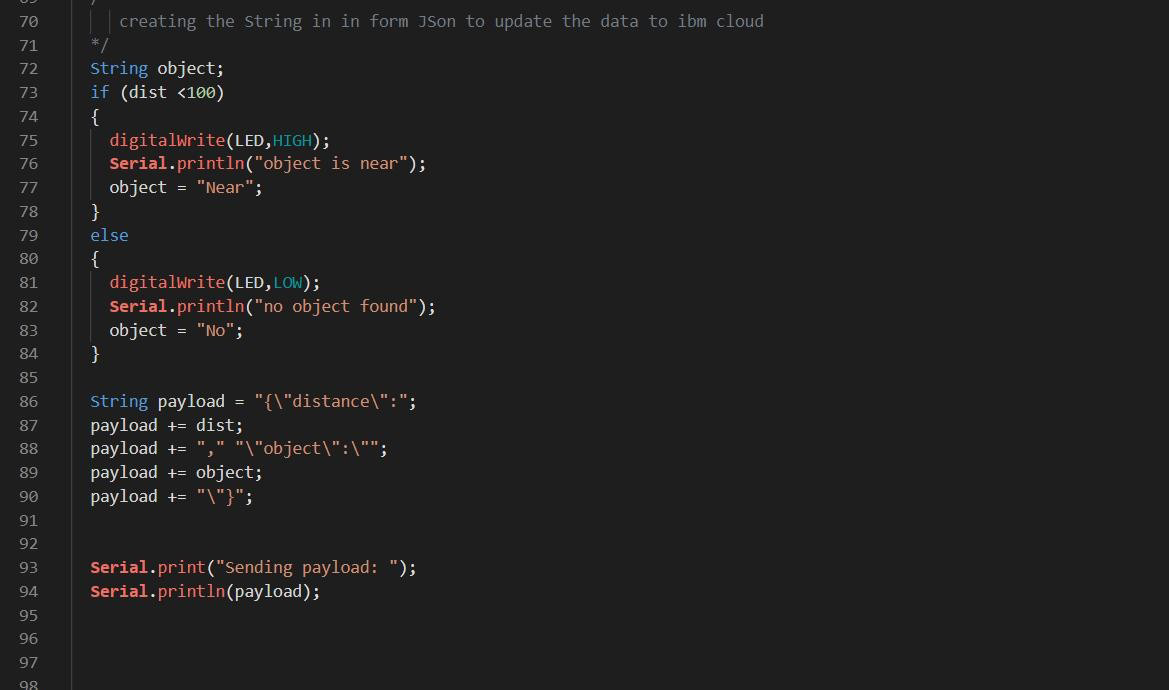 70 creating the String in in form JSon to update the data to ibm cloud
71 */
72 String object;
73 if (dist <100)
74 {
75 digitalWrite(LED,HIGH);
76 Serial.println("object is near");
77 object = "Near";
78 }
79 else
80 {
81 digitalWrite(LED,LOW);
82 Serial.println("no object found");
83 object = "No";
84 }
85
86 String payload = "{\"distance\":";
87 payload += dist;
88 payload += "," "\"object\":\"";
89 payload += object;
90 payload += "\"}";
91
92
93 Serial.print("Sending payload: ");
94 Serial.println(payload);
95
96
97
98